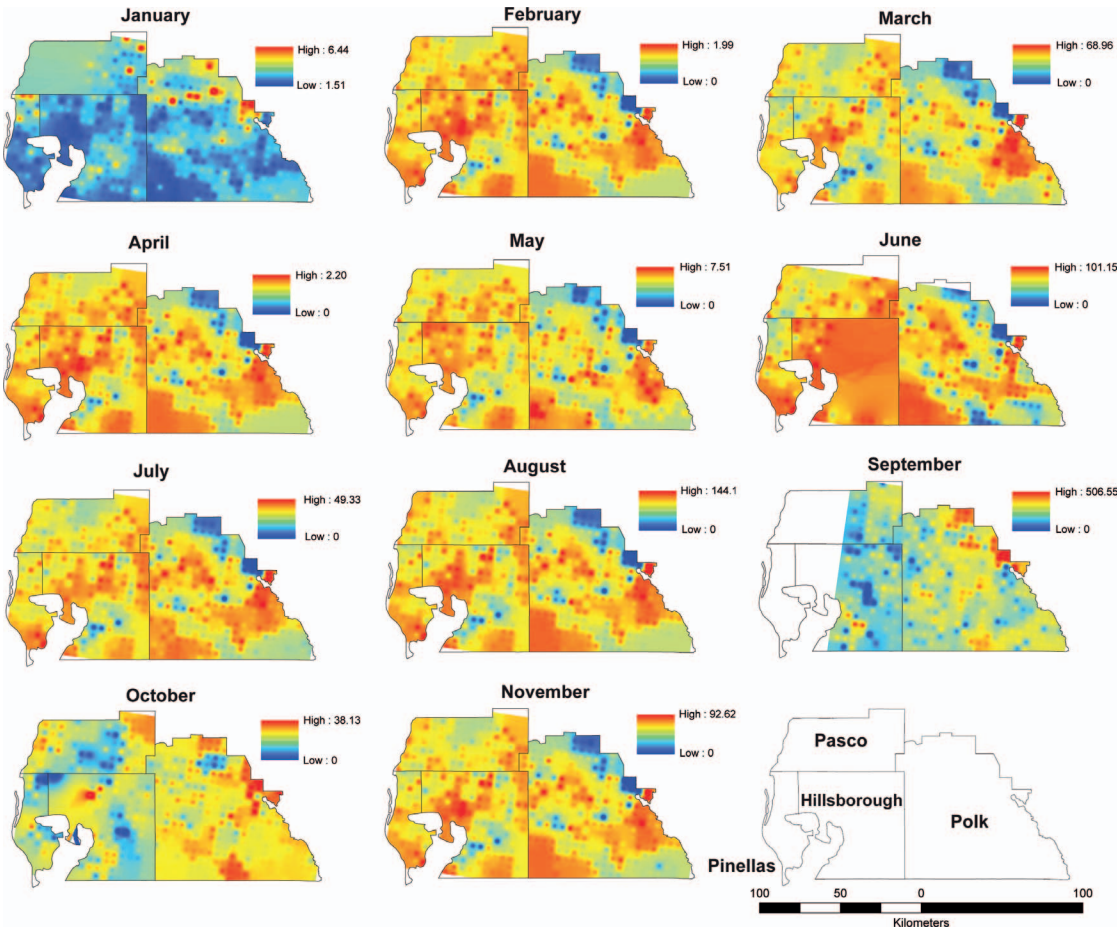 January
High : 6.44
Low : 1.51
February
High : 1.99
Low : 0
March
High : 68.96
Low : 0
April
High : 2.20
Low : 0
May
High : 7.51
Low : 0
June
High : 101.15
Low : 0
July
High : 49.33
Low : 0
August
High : 144.1
Low : 0
September
High : 506.55
Low : 0
October
High : 38.13
Low : 0
November
High : 92.62
Low : 0
Pasco
Hillsborough
Polk
Pinellas
100 50 0 100
Kilometers